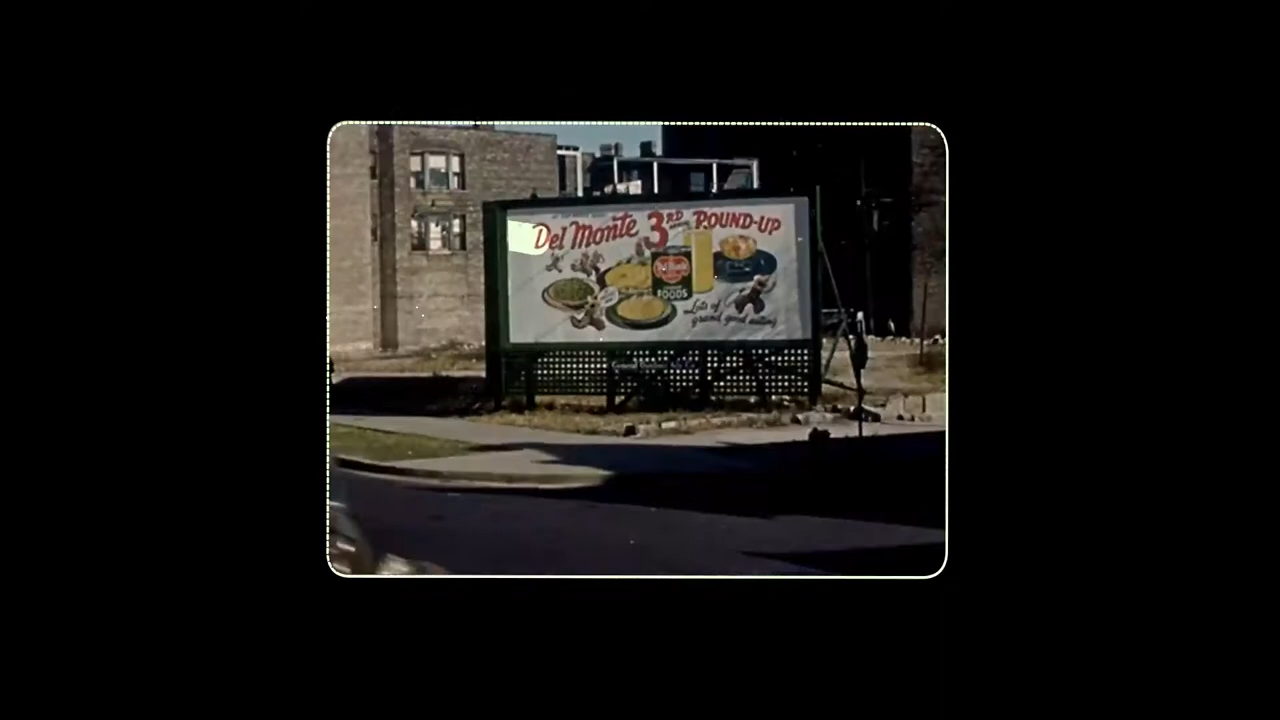 Del Monte 3RD ROUND-UP
Del Monte
FOODS
Lots of
grand, good eating